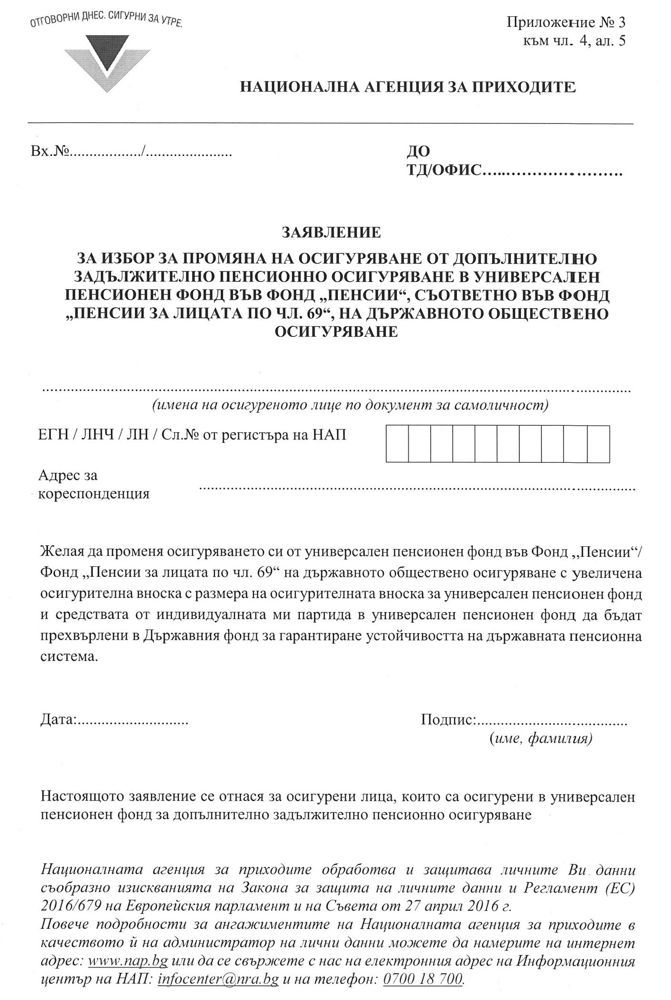 ОТГОВОРНИ ДНЕС. СИГУРНИ ЗА УТРЕ.
Приложение № 3
към чл. 4, ал. 5
НАЦИОНАЛНА АГЕНЦИЯ ЗА ПРИХОДИТЕ
Вх.№................../......................
ДО
ТД/ОФИС……………………….
ЗАЯВЛЕНИЕ
ЗА ИЗБОР ЗА ПРОМЯНА НА ОСИГУРЯВАНЕ ОТ ДОПЪЛНИТЕЛНО
ЗАДЪЛЖИТЕЛНО ПЕНСИОННО ОСИГУРЯВАНЕ В УНИВЕРСАЛЕН
ПЕНСИОНЕН ФОНД ВЪВ ФОНД „ПЕНСИИ“, СЪОТВЕТНО ВЪВ ФОНД
„ПЕНСИИ ЗА ЛИЦАТА ПО ЧЛ. 69“, НА ДЪРЖАВНОТО ОБЩЕСТВЕНО
ОСИГУРЯВАНЕ
(имена на осигуреното лице по документ за самоличност)
ЕГН / ЛНЧ / ЛН / Сл.№ от регистъра на НАП
Адрес за
кореспонденция
Желая да променя осигуряването си от универсален пенсионен фонд във Фонд „Пенсии“/
Фонд „Пенсии за лицата по чл. 69“ на държавното обществено осигуряване с увеличена
осигурителна вноска с размера на осигурителната вноска за универсален пенсионен фонд
и средствата от индивидуалната ми партида в универсален пенсионен фонд да бъдат
прехвърлени в Държавния фонд за гарантиране устойчивостта на държавната пенсионна
система.
Дата:............................
Подпис:......................................
(име, фамилия)
Настоящото заявление се отнася за осигурени лица, които са осигурени в универсален
пенсионен фонд за допълнително задължително пенсионно осигуряване
Националната агенция за приходите обработва и защитава личните Ви данни
съобразно изискванията на Закона за защита на личните данни и Регламент (ЕС)
2016/679 на Европейския парламент и на Съвета от 27 април 2016 г.
Повече подробности за ангажиментите на Националната агенция за приходите в
качеството й на администратор на лични данни можете да намерите на интернет
адрес: www.nap.bg или да се свържете с нас на електронния адрес на Информационния
център на НАП: infocenter@nra.bg и на телефон: 0700 18 700.